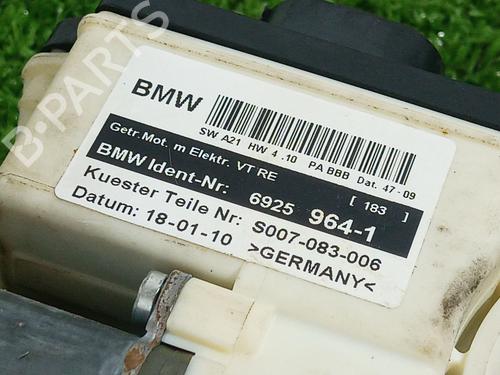 B-PARTS
BMW
SW A21 HW 4.10 PA BBB Dat. 47-09
Getr.Mot. m Elektr. VT RE [ 183 ]
BMW Ident-Nr: 6925 964-1
Kuester Teile Nr: S007-083-006
Datum: 18-01-10 >GERMANY<